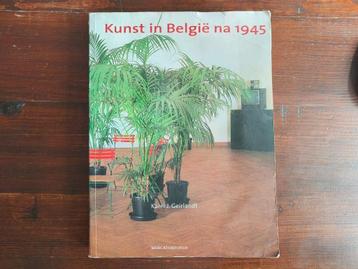 Kunst in België na 1945
Karel J. Geirlandt